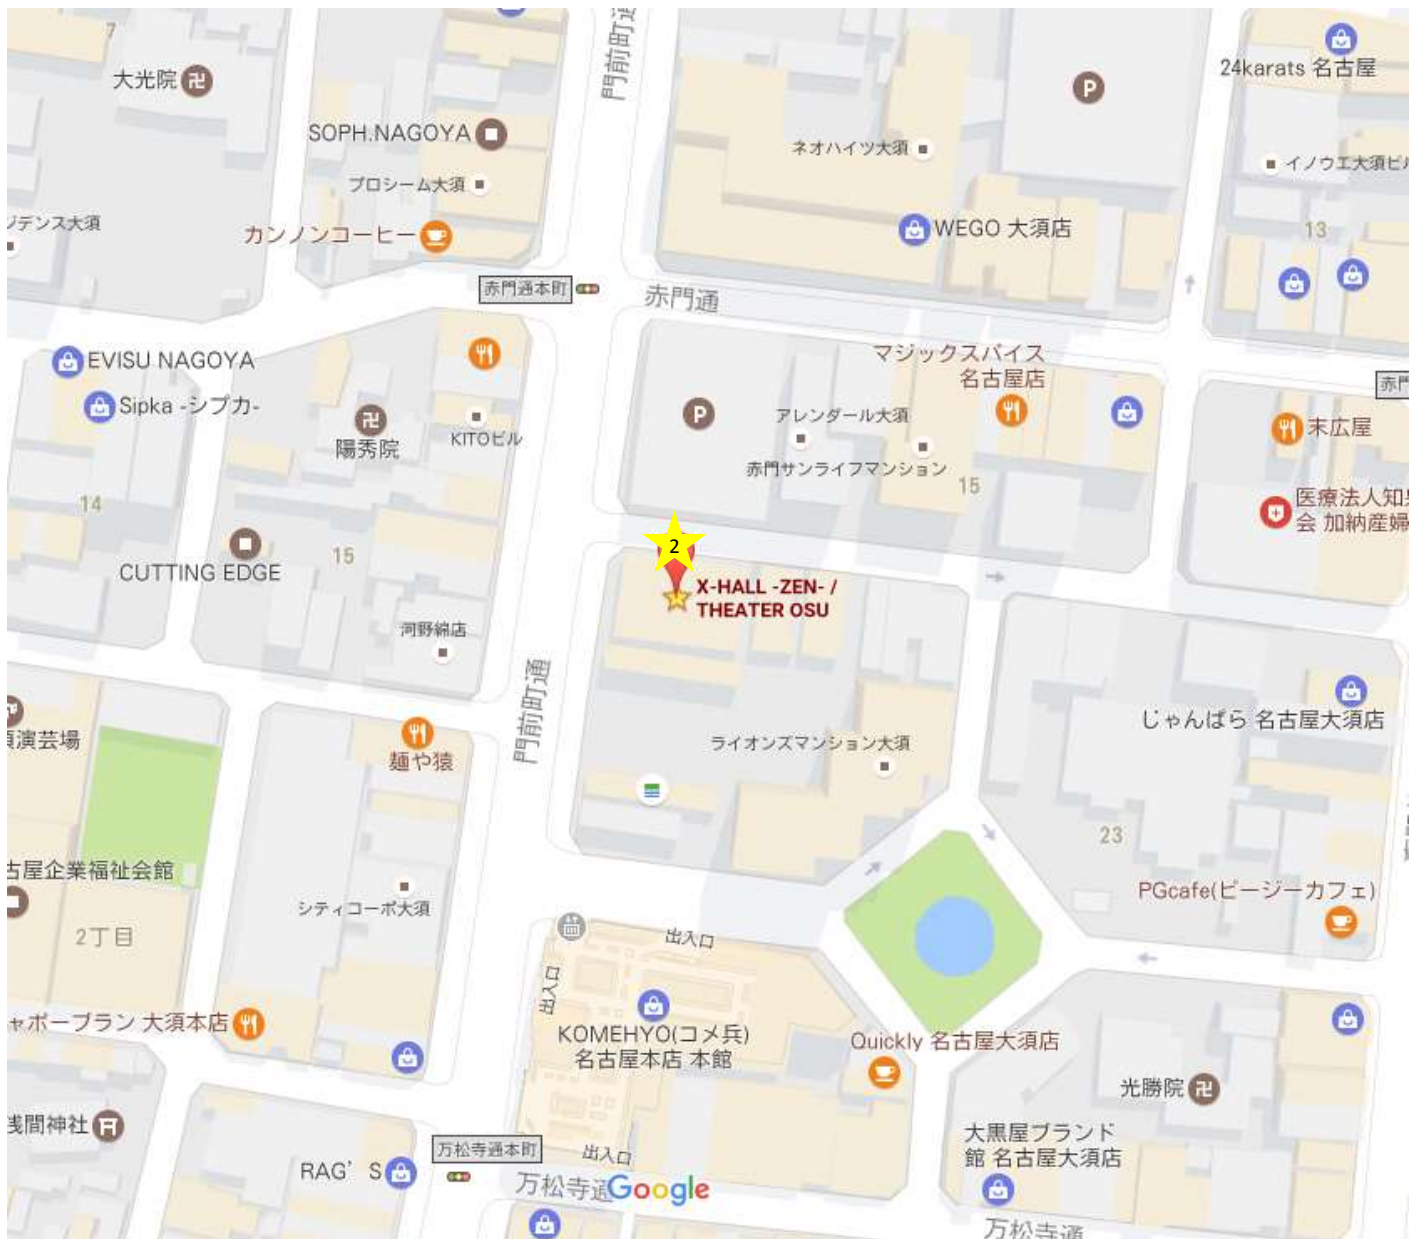 7
大光院
門前町通
24karats 名古屋
SOPH.NAGOYA
P
ネオハイツ大須
イノウエ大須ビル
プロシーム大須
ジデンス大須
カンノンコーヒー
WEGO 大須店
13
赤門通本町
赤門通
EVISU NAGOYA
マジックスパイス
名古屋店
赤門
Sipka -シプカ-
P
アレンダール大須
末広屋
KITOビル
陽秀院
赤門サンライフマンション
15
14
医療法人知
会 加納産婦
2
15
CUTTING EDGE
X-HALL -ZEN- /
THEATER OSU
河野綿店
門前町通
じゃんぱら 名古屋大須店
演芸場
麺や猿
ライオンズマンション大須
23
古屋企業福祉会館
PGcafe(ピージーカフェ)
シティコーポ大須
2丁目
出入口
出入口
ャポーブラン 大須本店
KOMEHYO(コメ兵)
名古屋本店 本館
Quickly 名古屋大須店
光勝院
浅間神社
大黒屋ブランド
館 名古屋大須店
万松寺通本町
出入口
RAG'S
万松寺通
Google
万松寺通